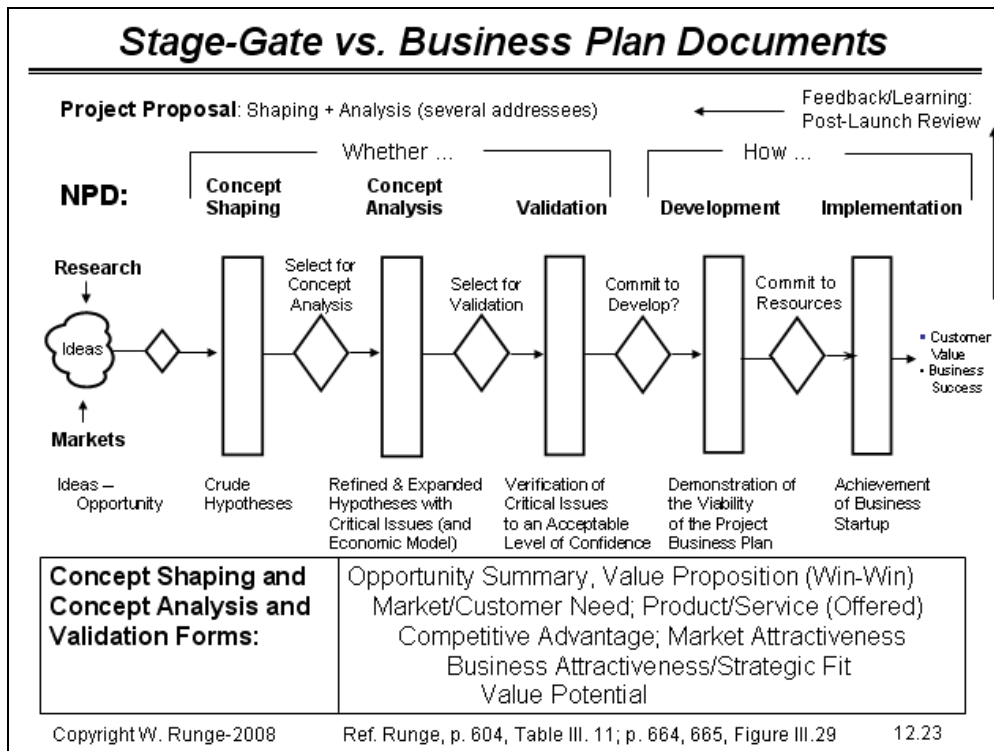 Stage-Gate vs. Business Plan Documents
Project Proposal: Shaping + Analysis (several addressees)
Feedback/Learning:
Post-Launch Review
Whether ...
How ...
NPD:
Concept
Shaping
Concept
Analysis
Validation
Development
Implementation
Research
Ideas
Markets
Select for
Concept
Analysis
Select for
Validation
Commit to
Develop?
Commit to
Resources
▪ Customer
Value
• Business
Success
Ideas –
Opportunity
Crude
Hypotheses
Refined & Expanded
Hypotheses with
Critical Issues (and
Economic Model)
Verification of
Critical Issues
to an Acceptable
Level of Confidence
Demonstration of
the Viability
of the Project
Business Plan
Achievement
of Business
Startup
Concept Shaping and
Concept Analysis and
Validation Forms:
Opportunity Summary, Value Proposition (Win-Win)
Market/Customer Need; Product/Service (Offered)
Competitive Advantage; Market Attractiveness
Business Attractiveness/Strategic Fit
Value Potential
Copyright W. Runge-2008
Ref. Runge, p. 604, Table III. 11; p. 664, 665, Figure III.29
12.23